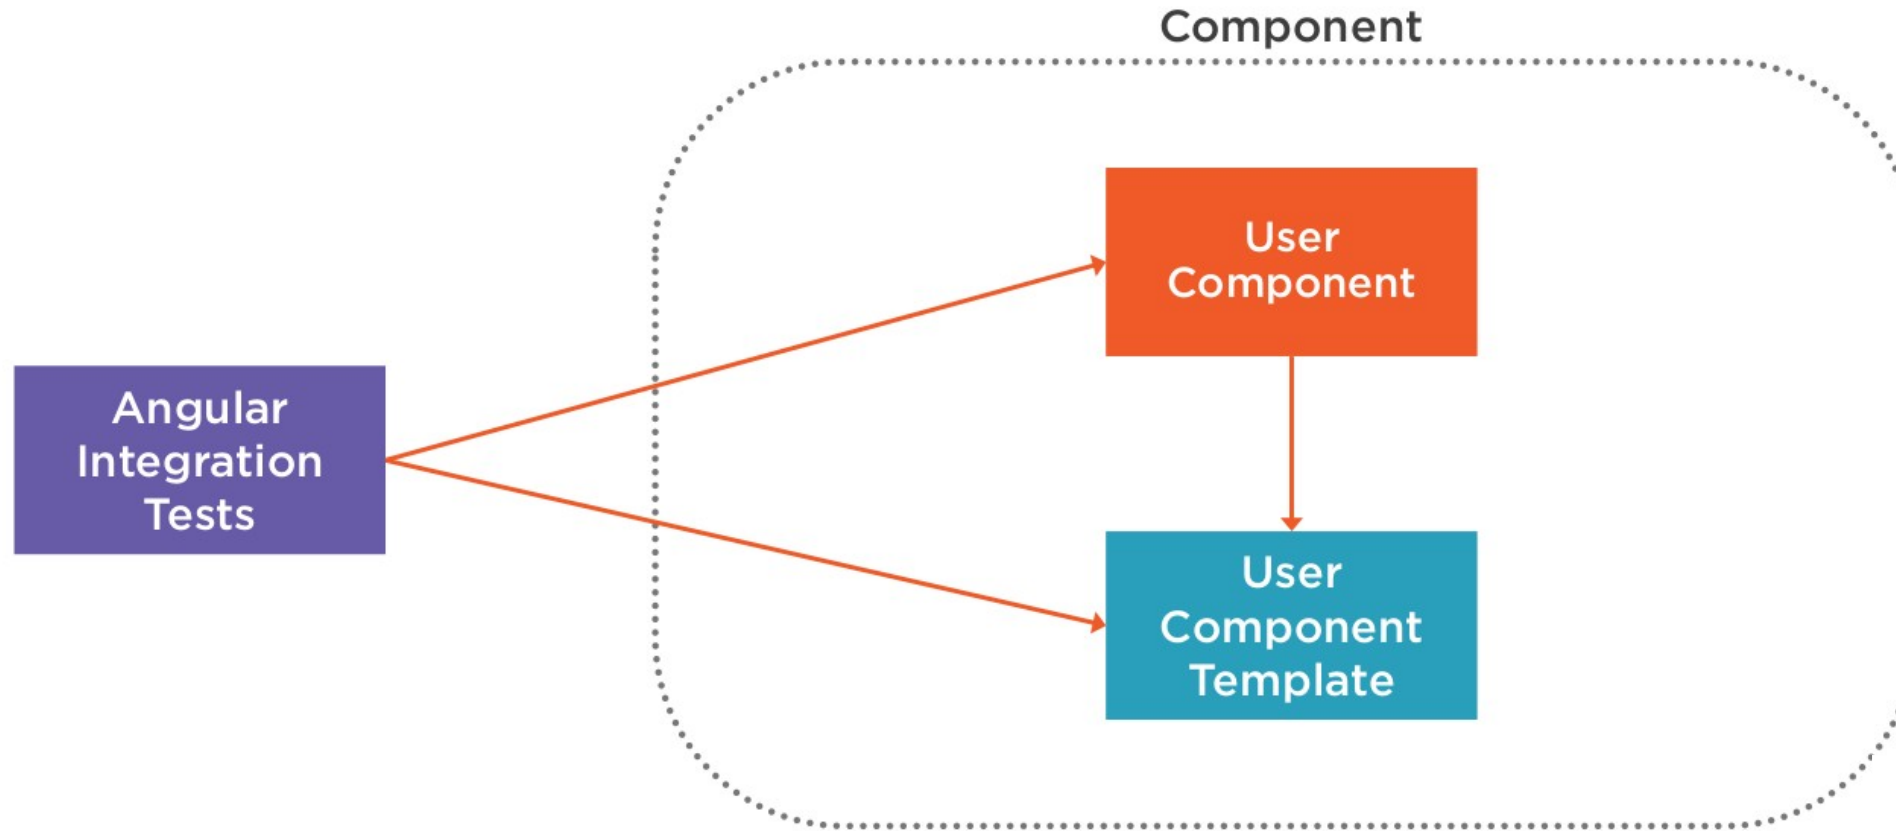 Component
User
Component
Angular
Integration
Tests
User
Component
Template